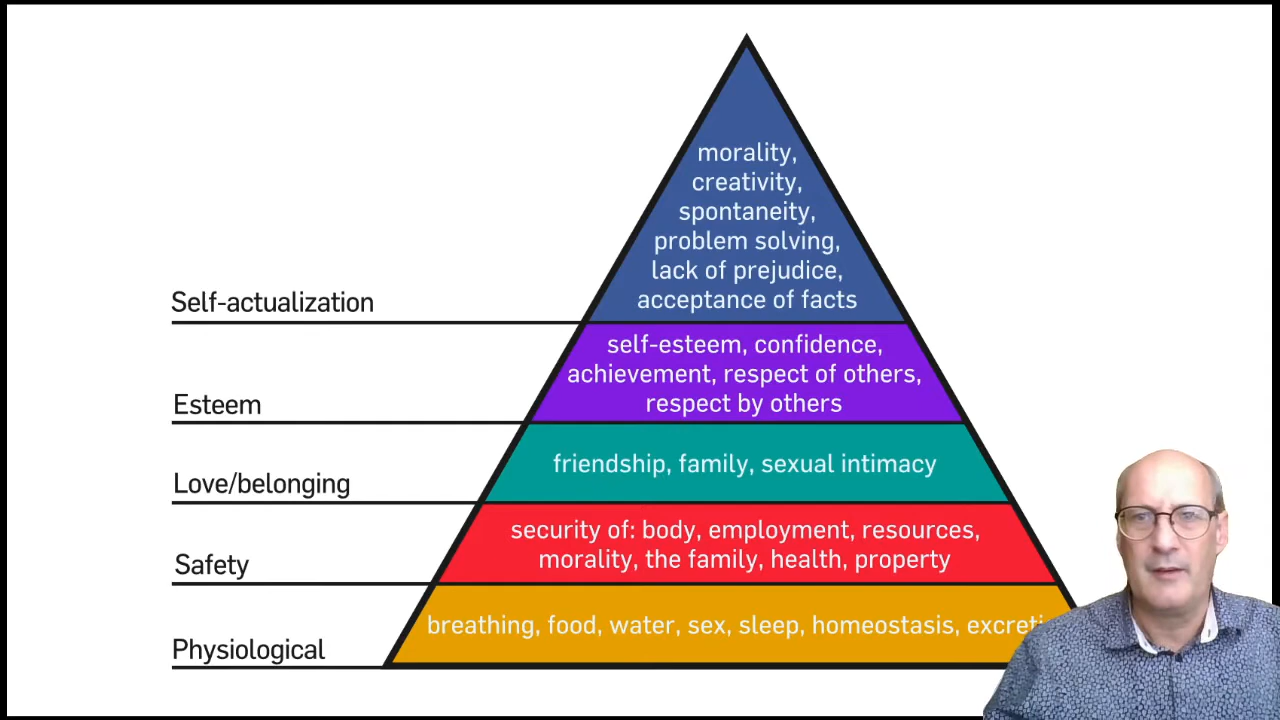 morality,
creativity,
spontaneity,
problem solving,
lack of prejudice,
acceptance of facts
Self-actualization
self-esteem, confidence,
achievement, respect of others,
respect by others
Esteem
friendship, family, sexual intimacy
Love/belonging
security of: body, employment, resources,
morality, the family, health, property
Safety
breathing, food, water, sex, sleep, homeostasis,
Physiological